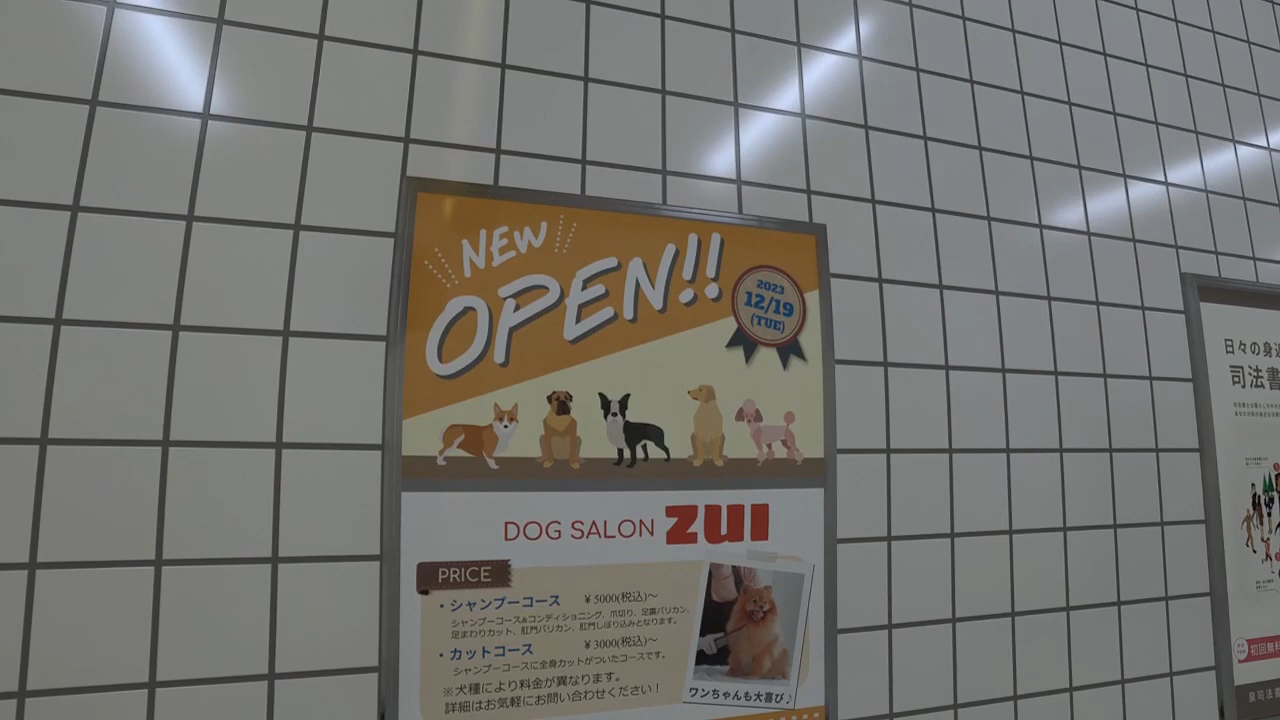 NEW
OPEN!!
2023
12/19
(TUE)
DOG SALON ZUI
PRICE
・シャンプーコース ￥5000(税込)～
シャンプーコース&コンディショニング、爪切り、足裏バリカン、
足まわりカット、肛門バリカン、肛門しぼり込みとなります。
・カットコース ￥3000(税込)～
シャンプーコースに全身カットがついたコースです。
※犬種により料金が異なります。
詳細はお気軽にお問い合わせください！
ワンちゃんも大喜び♪
日々の身近
司法書
初回無料
泉司法書